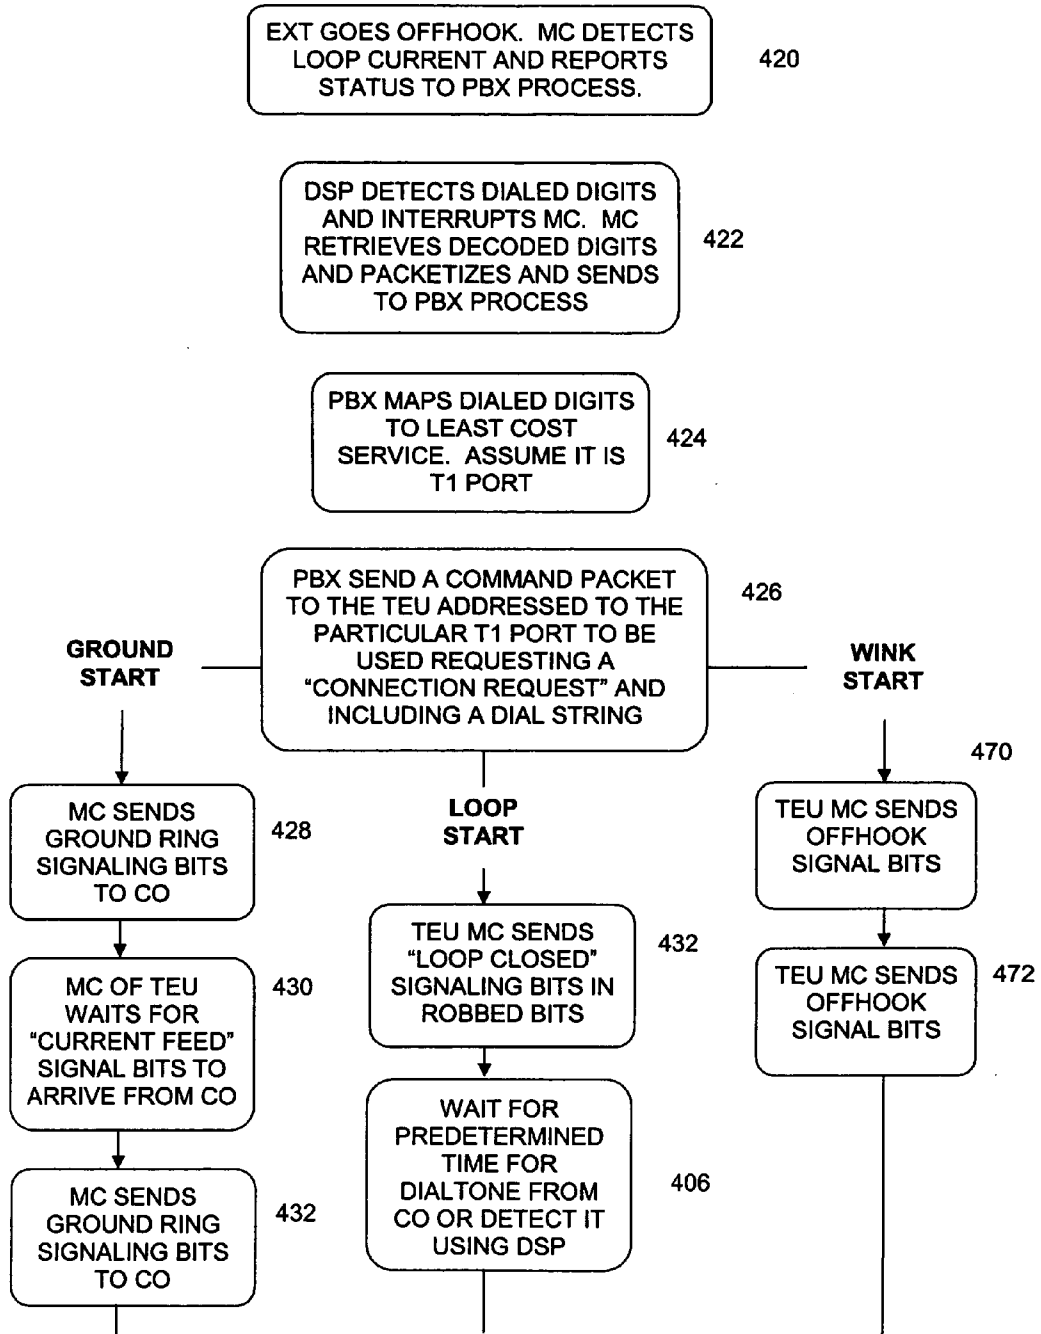 EXT GOES OFFHOOK. MC DETECTS
LOOP CURRENT AND REPORTS
STATUS TO PBX PROCESS.
420
DSP DETECTS DIALED DIGITS
AND INTERRUPTS MC. MC
RETRIEVES DECODED DIGITS
AND PACKETIZES AND SENDS
TO PBX PROCESS
422
PBX MAPS DIALED DIGITS
TO LEAST COST
SERVICE. ASSUME IT IS
T1 PORT
424
PBX SEND A COMMAND PACKET
TO THE TEU ADDRESSED TO THE
PARTICULAR T1 PORT TO BE
USED REQUESTING A
"CONNECTION REQUEST" AND
INCLUDING A DIAL STRING
426
GROUND
START
MC SENDS
GROUND RING
SIGNALING BITS
TO CO
428
MC OF TEU
WAITS FOR
"CURRENT FEED"
SIGNAL BITS TO
ARRIVE FROM CO
430
MC SENDS
GROUND RING
SIGNALING BITS
TO CO
432
LOOP
START
TEU MC SENDS
"LOOP CLOSED"
SIGNALING BITS IN
ROBBED BITS
432
WAIT FOR
PREDETERMINED
TIME FOR
DIALTONE FROM
CO OR DETECT IT
USING DSP
406
WINK
START
470
TEU MC SENDS
OFFHOOK
SIGNAL BITS
472
TEU MC SENDS
OFFHOOK
SIGNAL BITS